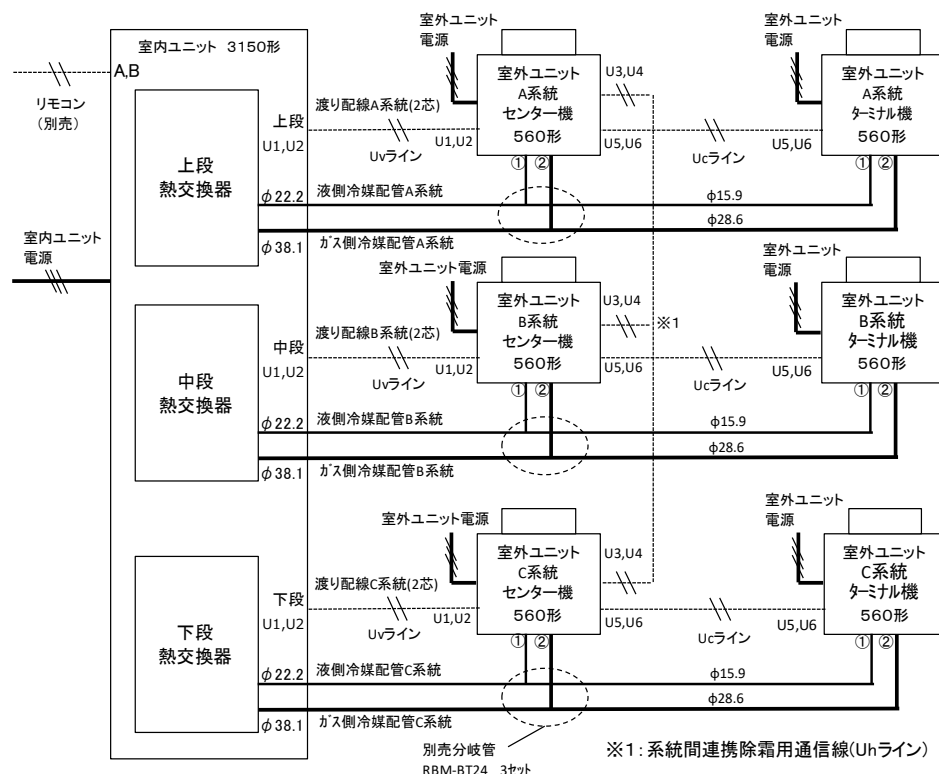 室内ユニット 3150形
A,B
リモコン
(別売)
室内ユニット
電源
上段
熱交換器
上段
U1,U2
渡り配線A系統(2芯)
Uvライン
U1,U2
室外ユニット
電源
室外ユニット
A系統
センター機
560形
① ②
U3,U4
U5,U6
Ucライン
U5,U6
室外ユニット
電源
室外ユニット
A系統
ターミナル機
560形
① ②
φ22.2
液側冷媒配管A系統
φ15.9
φ28.6
φ38.1
ガス側冷媒配管A系統
中段
熱交換器
中段
U1,U2
渡り配線B系統(2芯)
Uvライン
U1,U2
室外ユニット電源
室外ユニット
B系統
センター機
560形
① ②
U3,U4
※1
U5,U6
Ucライン
U5,U6
室外ユニット
電源
室外ユニット
B系統
ターミナル機
560形
① ②
φ22.2
液側冷媒配管B系統
φ15.9
φ28.6
φ38.1
ガス側冷媒配管B系統
下段
熱交換器
下段
U1,U2
渡り配線C系統(2芯)
Uvライン
U1,U2
室外ユニット電源
室外ユニット
C系統
センター機
560形
① ②
U3,U4
U5,U6
Ucライン
U5,U6
室外ユニット
電源
室外ユニット
C系統
ターミナル機
560形
① ②
φ22.2
液側冷媒配管C系統
φ15.9
φ28.6
φ38.1
ガス側冷媒配管C系統
別売分岐管
RBM-BT24 3セット
※1:系統間連携除霜用通信線(Uhライン)